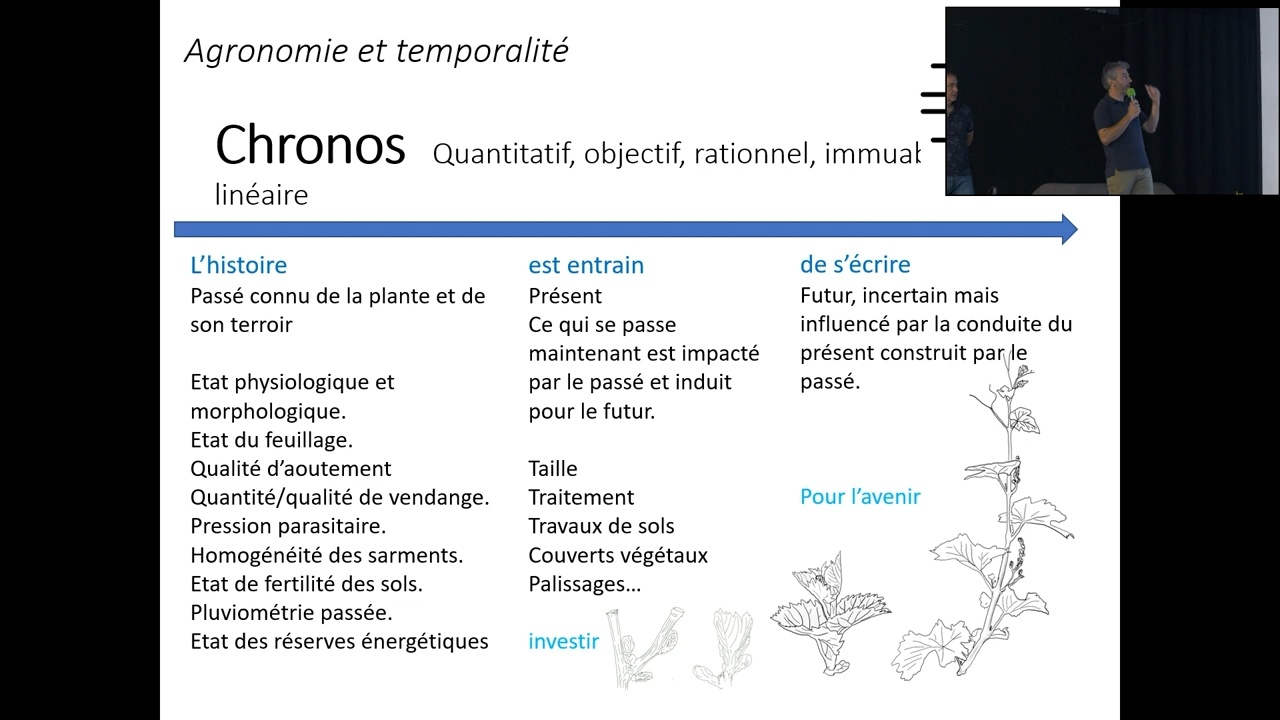 Agronomie et temporalité
Chronos Quantitatif, objectif, rationnel,
linéaire
L’histoire
Passé connu de la plante et de
son terroir
Etat physiologique et
morphologique.
Etat du feuillage.
Qualité d’aoutement
Quantité/qualité de vendange.
Pression parasitaire.
Homogénéité des sarments.
Etat de fertilité des sols.
Pluviométrie passée.
Etat des réserves énergétiques
est entrain
Présent
Ce qui se passe
maintenant est impacté
par le passé et induit
pour le futur.
Taille
Traitement
Travaux de sols
Couverts végétaux
Palissages…
investir
de s’écrire
Futur, incertain mais
influencé par la conduite du
présent construit par le
passé.
Pour l’avenir